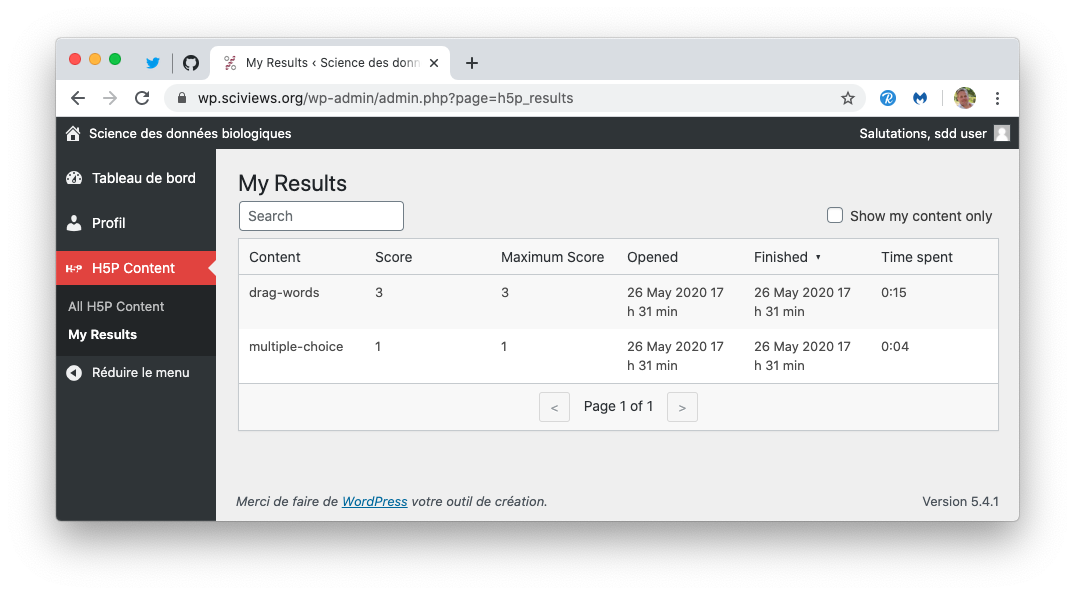 My Results ‹ Science des donn
wp.sciviews.org/wp-admin/admin.php?page=h5p_results
Science des données biologiques
Salutations, sdd user
Tableau de bord
Profil
H5P H5P Content
All H5P Content
My Results
Réduire le menu
My Results
Search
Show my content only
Content Score Maximum Score Opened Finished ▼ Time spent
drag-words 3 3 26 May 2020 17 26 May 2020 17 0:15
h 31 min h 31 min
multiple-choice 1 1 26 May 2020 17 26 May 2020 17 0:04
h 31 min h 31 min
< Page 1 of 1 >
Merci de faire de WordPress votre outil de création.
Version 5.4.1